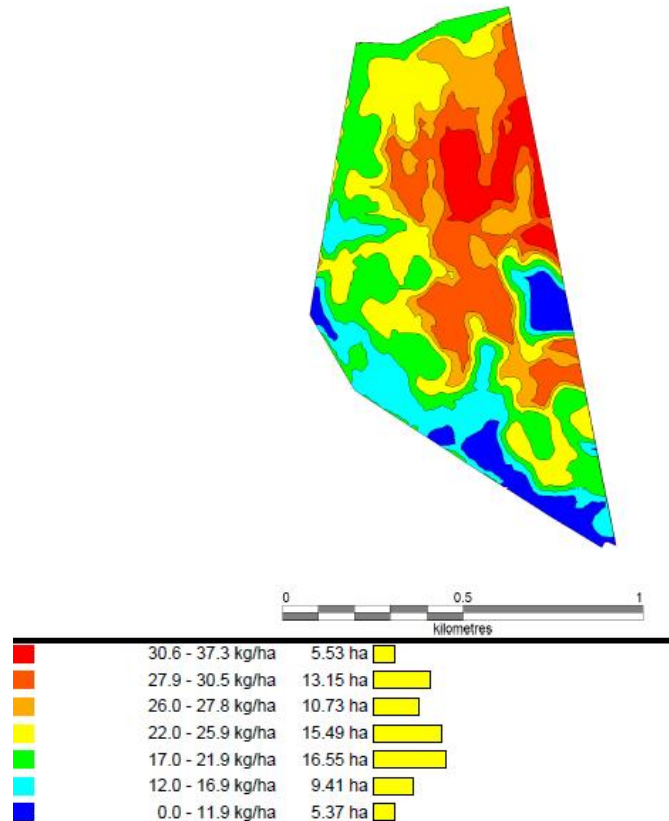 0 0.5 1
kilometres
30.6 - 37.3 kg/ha 5.53 ha
27.9 - 30.5 kg/ha 13.15 ha
26.0 - 27.8 kg/ha 10.73 ha
22.0 - 25.9 kg/ha 15.49 ha
17.0 - 21.9 kg/ha 16.55 ha
12.0 - 16.9 kg/ha 9.41 ha
0.0 - 11.9 kg/ha 5.37 ha